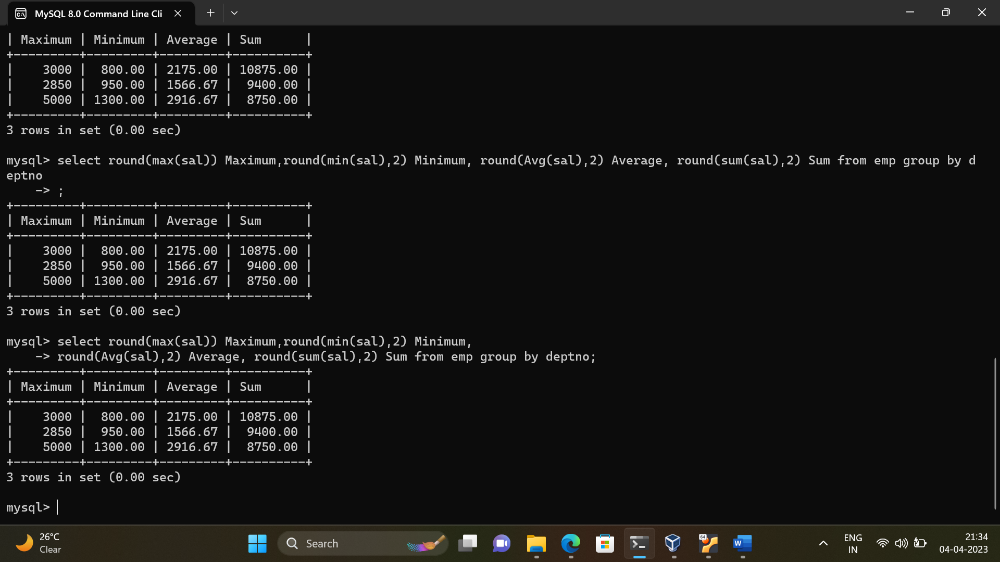 MySQL 8.0 Command Line Cli
| Maximum | Minimum | Average | Sum      |
+---------+---------+---------+----------+
|    3000 |  800.00 | 2175.00 | 10875.00 |
|    2850 |  950.00 | 1566.67 |  9400.00 |
|    5000 | 1300.00 | 2916.67 |  8750.00 |
+---------+---------+---------+----------+
3 rows in set (0.00 sec)
mysql> select round(max(sal)) Maximum,round(min(sal),2) Minimum, round(Avg(sal),2) Average, round(sum(sal),2) Sum from emp group by d
eptno
    -> ;
+---------+---------+---------+----------+
| Maximum | Minimum | Average | Sum      |
+---------+---------+---------+----------+
|    3000 |  800.00 | 2175.00 | 10875.00 |
|    2850 |  950.00 | 1566.67 |  9400.00 |
|    5000 | 1300.00 | 2916.67 |  8750.00 |
+---------+---------+---------+----------+
3 rows in set (0.00 sec)
mysql> select round(max(sal)) Maximum,round(min(sal),2) Minimum,
    -> round(Avg(sal),2) Average, round(sum(sal),2) Sum from emp group by deptno;
+---------+---------+---------+----------+
| Maximum | Minimum | Average | Sum      |
+---------+---------+---------+----------+
|    3000 |  800.00 | 2175.00 | 10875.00 |
|    2850 |  950.00 | 1566.67 |  9400.00 |
|    5000 | 1300.00 | 2916.67 |  8750.00 |
+---------+---------+---------+----------+
3 rows in set (0.00 sec)
mysql>
26°C
Clear
Search
64
W
ENG
IN
21:34
04-04-2023